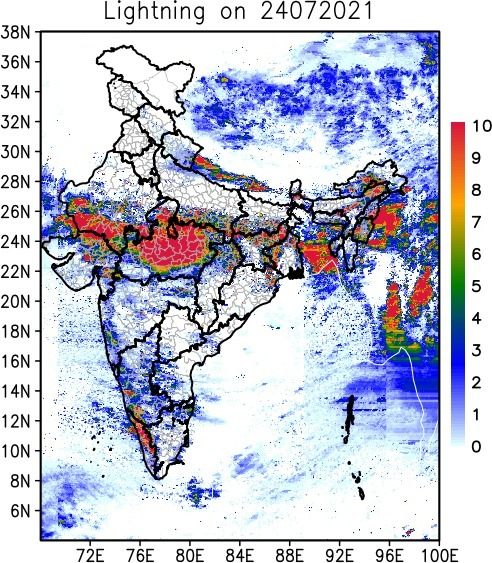 Lightning on 24072021
38N
36N
34N
32N
30N
28N
26N
24N
22N
20N
18N
16N
14N
12N
10N
8N
6N
72E 76E 80E 84E 88E 92E 96E 100E
10
9
8
7
6
5
4
3
2
1
0